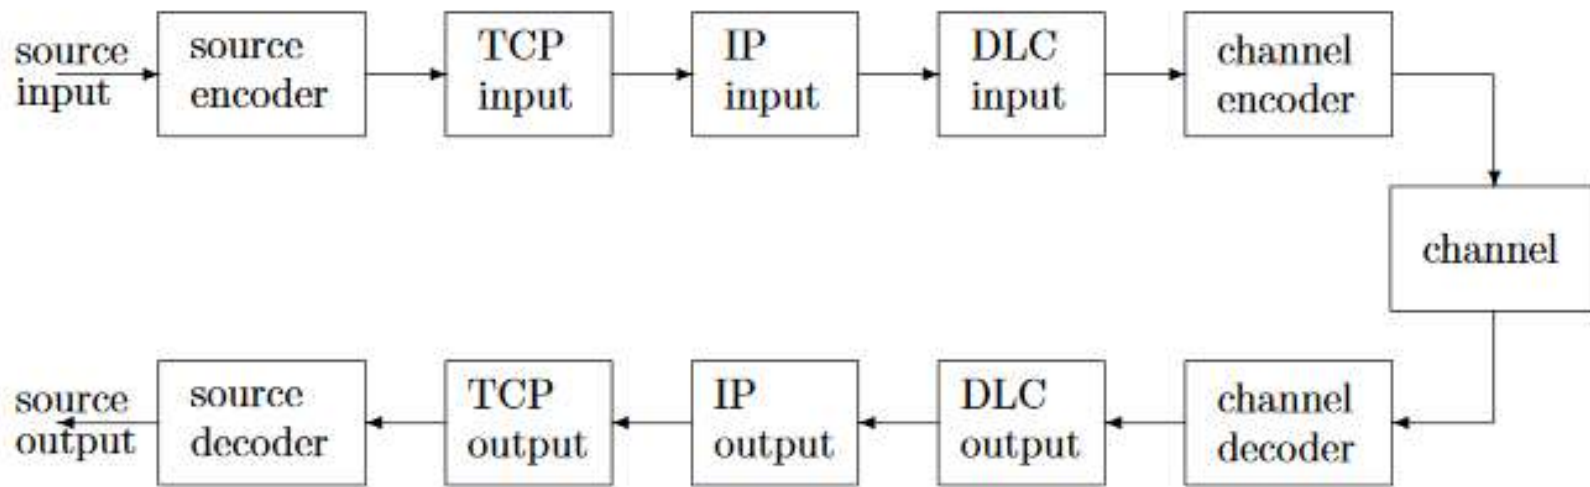 source
input
source
encoder
TCP
input
IP
input
DLC
input
channel
encoder
channel
source
output
source
decoder
TCP
output
IP
output
DLC
output
channel
decoder